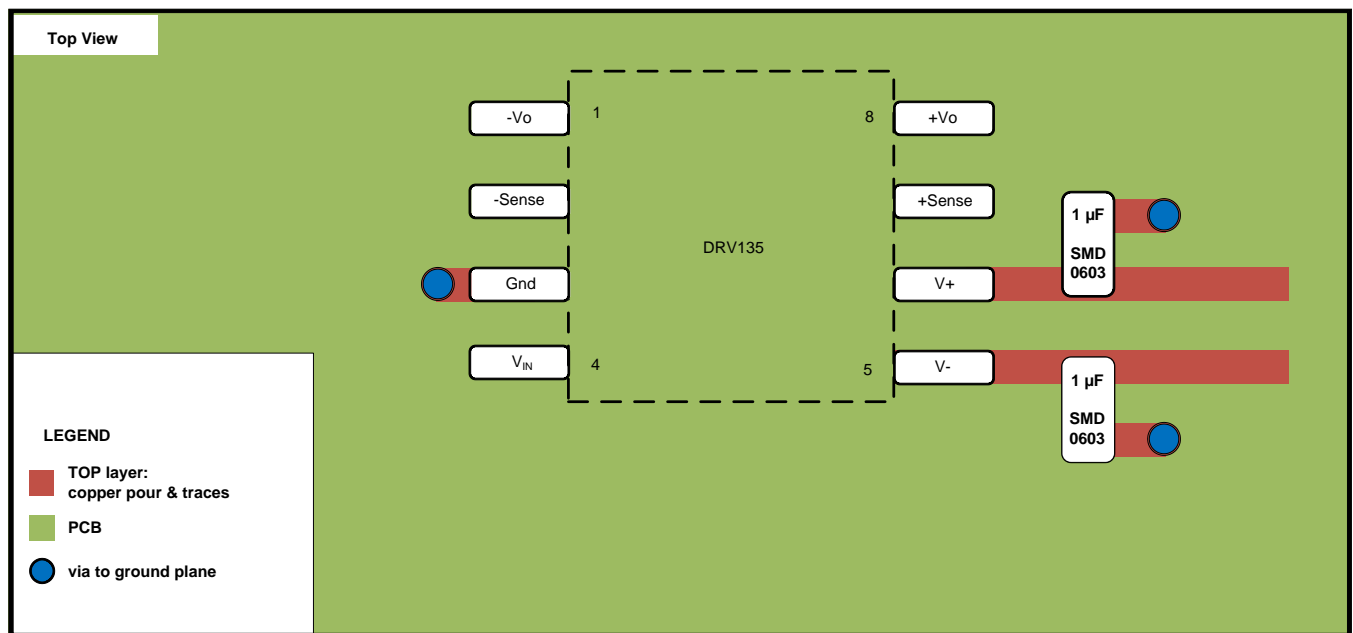 Top View
-Vo
1
8
+Vo
-Sense
+Sense
DRV135
1 µF
SMD
0603
Gnd
V+
VIN
4
5
V-
1 µF
SMD
0603
LEGEND
TOP layer:
copper pour & traces
PCB
via to ground plane